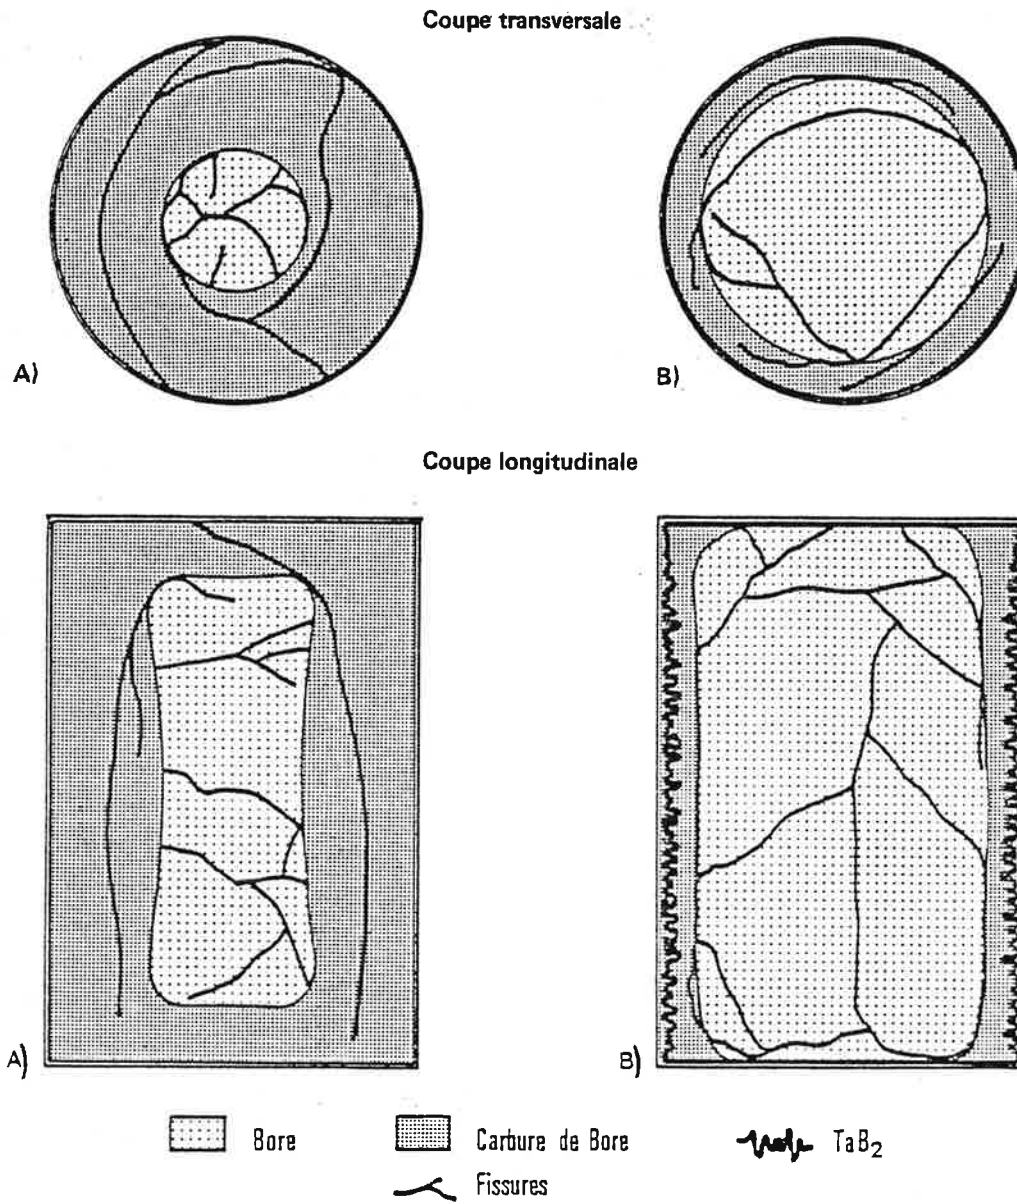 Coupe transversale
A)
B)
Coupe longitudinale
A)
B)
Bore
Carbure de Bore
TaB₂
Fissures